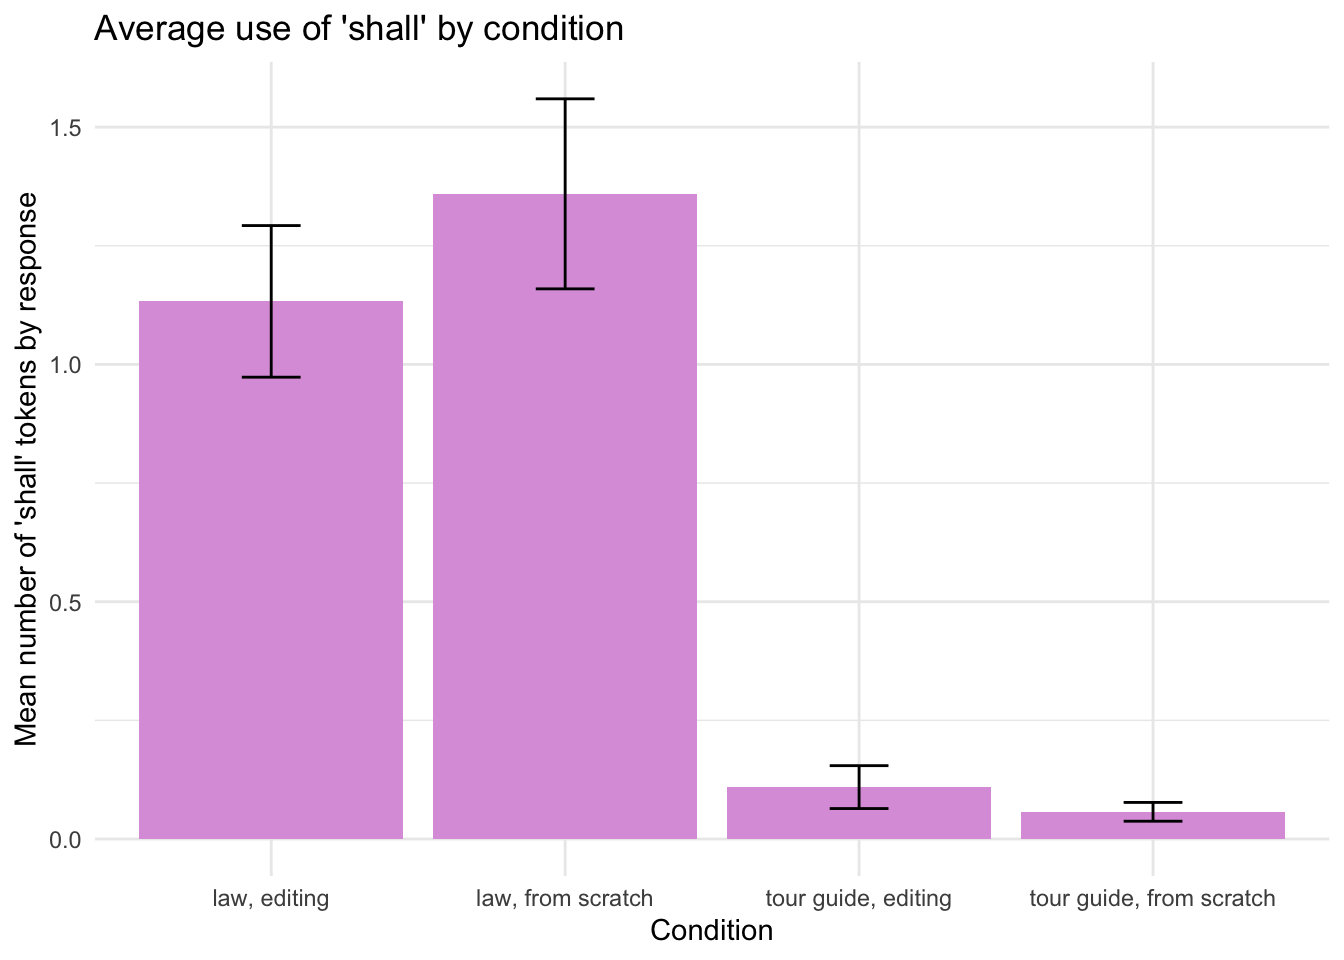 Average use of 'shall' by condition
Mean number of 'shall' tokens by response
1.5
1.0
0.5
0.0
law, editing
law, from scratch
tour guide, editing
tour guide, from scratch
Condition